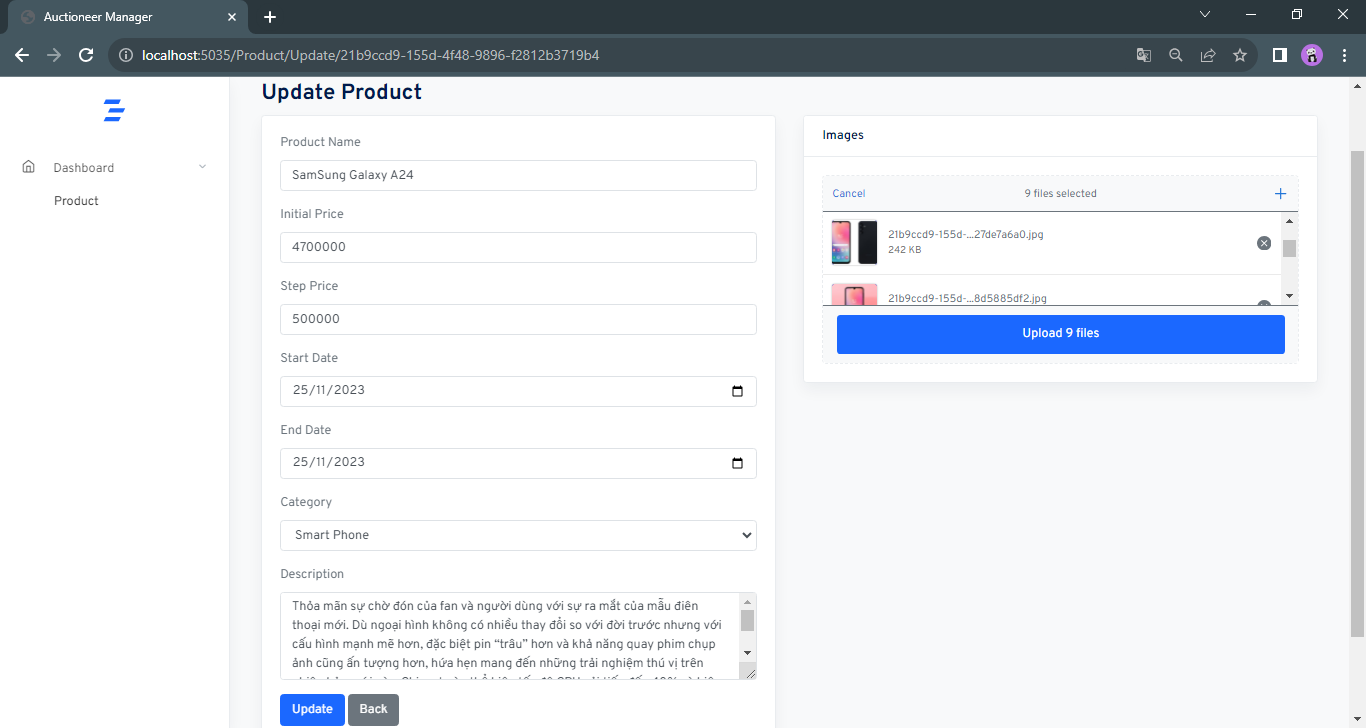 Auctioneer Manager
localhost:5035/Product/Update/21b9ccd9-155d-4f48-9896-f2812b3719b4
Dashboard
Product
Update Product
Product Name
SamSung Galaxy A24
Initial Price
4700000
Step Price
500000
Start Date
25/11/2023
End Date
25/11/2023
Category
Smart Phone
Description
Thỏa mãn sự chờ đón của fan và người dùng với sự ra mắt của mẫu điên
thoại mới. Dù ngoại hình không có nhiều thay đổi so với đời trước nhưng với
cấu hình mạnh mẽ hơn, đặc biệt pin “trâu” hơn và khả năng quay phim chụp
ảnh cũng ấn tượng hơn, hứa hẹn mang đến những trải nghiệm thú vị trên
Update
Back
Images
Cancel
9 files selected
21b9ccd9-155d-...27de7a6a0.jpg
242 KB
21b9ccd9-155d-...8d5885df2.jpg
Upload 9 files